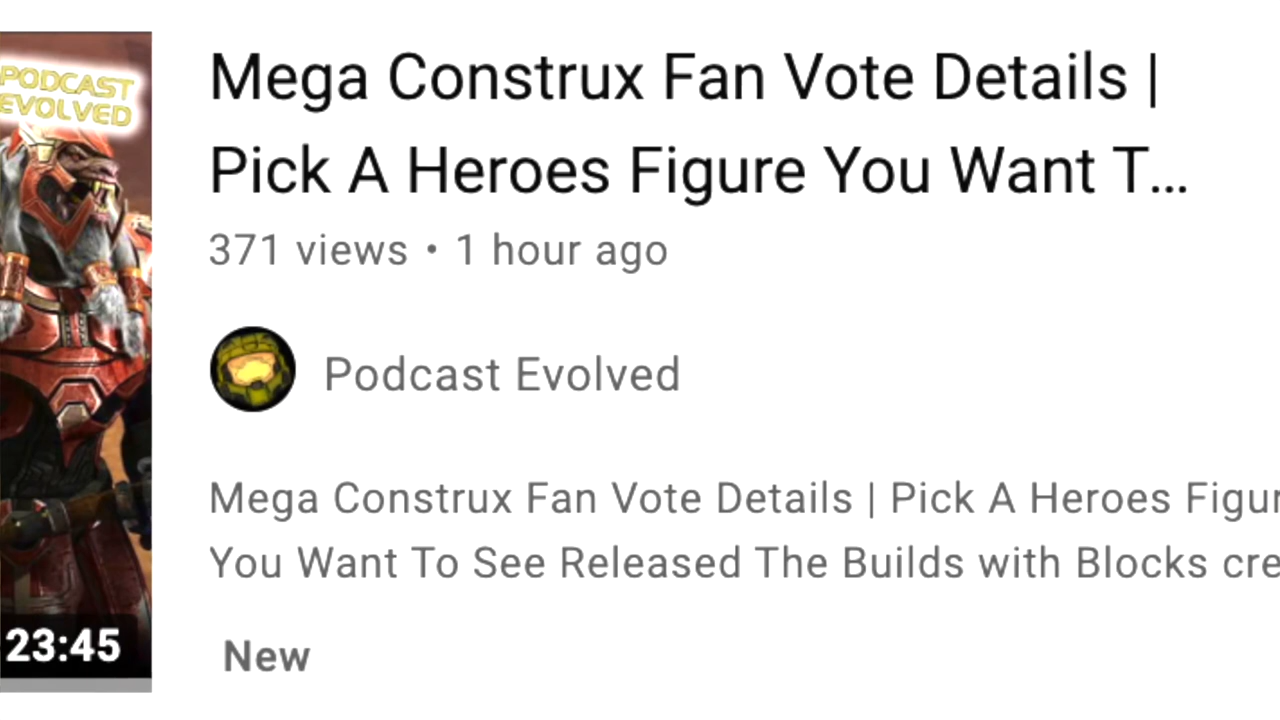 PODCAST
EVOLVED
23:45
Mega Construx Fan Vote Details |
Pick A Heroes Figure You Want T...
371 views • 1 hour ago
Podcast Evolved
Mega Construx Fan Vote Details | Pick A Heroes Figur
You Want To See Released The Builds with Blocks cre
New